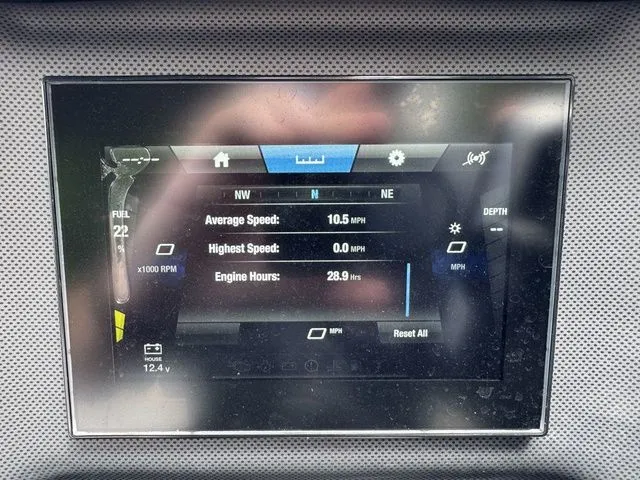 --:--
NW N NE
FUEL
22
%
x1000 RPM
Average Speed: 10.5 MPH
Highest Speed: 0.0 MPH
Engine Hours: 28.9 Hrs
DEPTH
--
MPH
MPH
Reset All
HOUSE
12.4 v